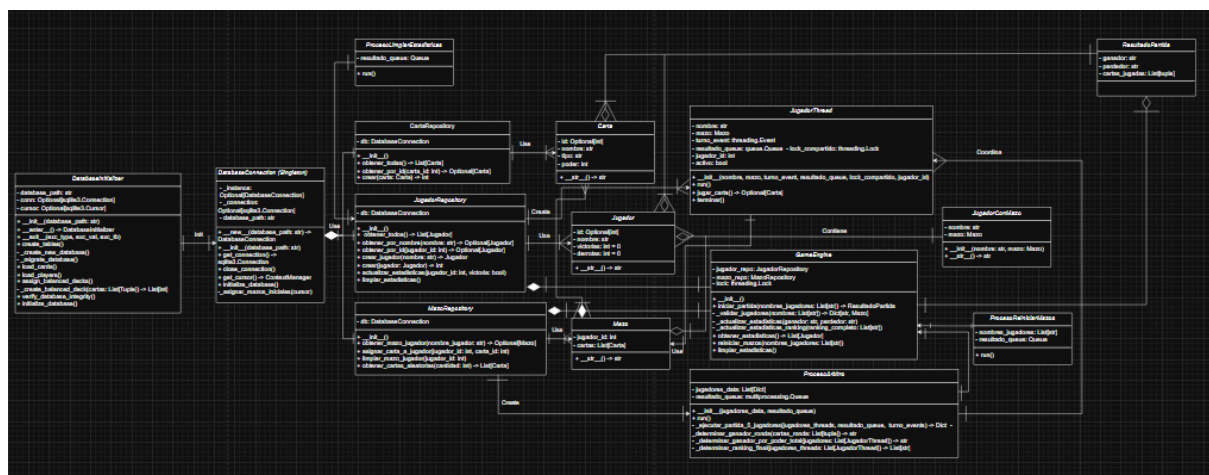 ProcesoLimpiarEstadisticas
- resultado_queue: Queue
+ run()
ResultadoPartida
- ganador: str
- perdedor: str
- cartas_jugadas: List[tuple]
CartaRepository
- db: DatabaseConnection
+ __init__()
+ obtener_todas() -> List[Carta]
+ obtener_por_id(carta_id: int) -> Optional[Carta]
+ crear(carta: Carta) -> int
Use
Carta
- id: Optional[int]
- nombre: str
- tipo: str
- poder: int
+ __str__() -> str
JugadorThread
- nombre: str
- mazo: Mazo
- turno_event: threading.Event
- resultado_queue: queue.Queue - lock_compartido: threading.Lock
- jugador_id: int
- activo: bool
+ __init__(nombre, mazo, turno_event, resultado_queue, lock_compartido, jugador_id)
+ run()
+ jugar_carta() -> Optional[Carta]
+ terminar()
Coordina
DatabaseInitializer
- database_path: str
- conn: Optional[sqlite3.Connection]
- cursor: Optional[sqlite3.Cursor]
+ __init__(database_path: str)
+ __enter__() -> DatabaseInitializer
+ __exit__(exc_type, exc_val, exc_tb)
+ create_tables()
- _create_new_database()
- _migrate_database()
+ load_cards()
+ load_players()
+ assign_balanced_decks()
- _create_balanced_deck(cartas: List[Tuple]) -> List[int]
+ verify_database_integrity()
+ initialize_database()
Init
DatabaseConnection (Singleton)
- _instance:
Optional[DatabaseConnection]
- _connection:
Optional[sqlite3.Connection]
- database_path: str
+ __new__(database_path: str) ->
DatabaseConnection
+ __init__(database_path: str)
+ get_connection() ->
sqlite3.Connection
+ close_connection()
+ get_cursor() -> ContextManager
+ initialize_database()
- _asignar_mazos_iniciales(cursor)
Use
JugadorRepository
- db: DatabaseConnection
+ __init__()
+ obtener_todos() -> List[Jugador]
+ obtener_por_nombre(nombre: str) -> Optional[Jugador]
+ obtener_por_id(jugador_id: int) -> Optional[Jugador]
+ crear_jugador(nombre: str) -> Jugador
+ crear(jugador: Jugador) -> int
+ actualizar_estadisticas(jugador_id: int, victoria: bool)
+ limpiar_estadisticas()
Create
Use
Jugador
- id: Optional[int]
- nombre: str
- victorias: int = 0
- derrotas: int = 0
+ __str__() -> str
Contiene
JugadorConMazo
- nombre: str
- mazo: Mazo
+ __init__(nombre: str, mazo: Mazo)
+ __str__() -> str
GameEngine
- jugador_repo: JugadorRepository
- mazo_repo: MazoRepository
- lock: threading.Lock
+ __init__()
+ iniciar_partida(nombres_jugadores: List[str]) -> ResultadoPartida
- _validar_jugadores(nombres: List[str]) -> Dict[str, Mazo]
- _actualizar_estadisticas(ganador: str, perdedor: str)
- _actualizar_estadisticas_ranking(ranking_completo: List[str])
+ obtener_estadisticas() -> List[Jugador]
+ reiniciar_mazos(nombres_jugadores: List[str])
+ limpiar_estadisticas()
MazoRepository
- db: DatabaseConnection
+ __init__()
+ obtener_mazo_jugador(nombre_jugador: str) -> Optional[Mazo]
+ asignar_carta_a_jugador(jugador_id: int, carta_id: int)
+ limpiar_mazo_jugador(jugador_id: int)
+ obtener_cartas_aleatorias(cantidad: int) -> List[Carta]
Use
Mazo
- jugador_id: int
- cartas: List[Carta]
+ __str__() -> str
Use
ProcesoReiniciarMazos
- nombres_jugadores: List[str]
- resultado_queue: Queue
+ run()
Create
ProcesoArbitro
- jugadores_data: List[Dict]
- resultado_queue: multiprocessing.Queue
+ __init__(jugadores_data, resultado_queue)
+ run()
- _ejecutar_partida_5_jugadores(jugadores_threads, resultado_queue, turno_events) -> Dict -
_determinar_ganador_ronda(cartas_ronda: List[tuple]) -> str
- _determinar_ganador_por_poder_total(jugadores: List[JugadorThread]) -> str
- _determinar_ranking_final(jugadores_threads: List[JugadorThread]) -> List[str]